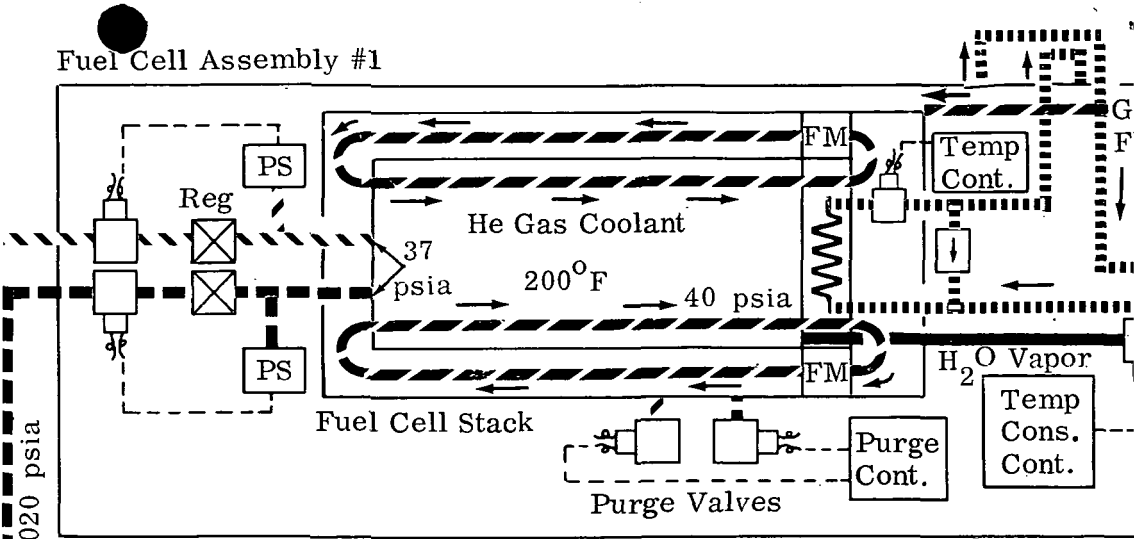 Fuel Cell Assembly #1
PS
Reg
FM
Temp
Cont.
He Gas Coolant
37
psia
200°F
40 psia
PS
FM
H₂O Vapor
Fuel Cell Stack
Temp
Cons.
Cont.
Purge
Cont.
Purge Valves
020 psia